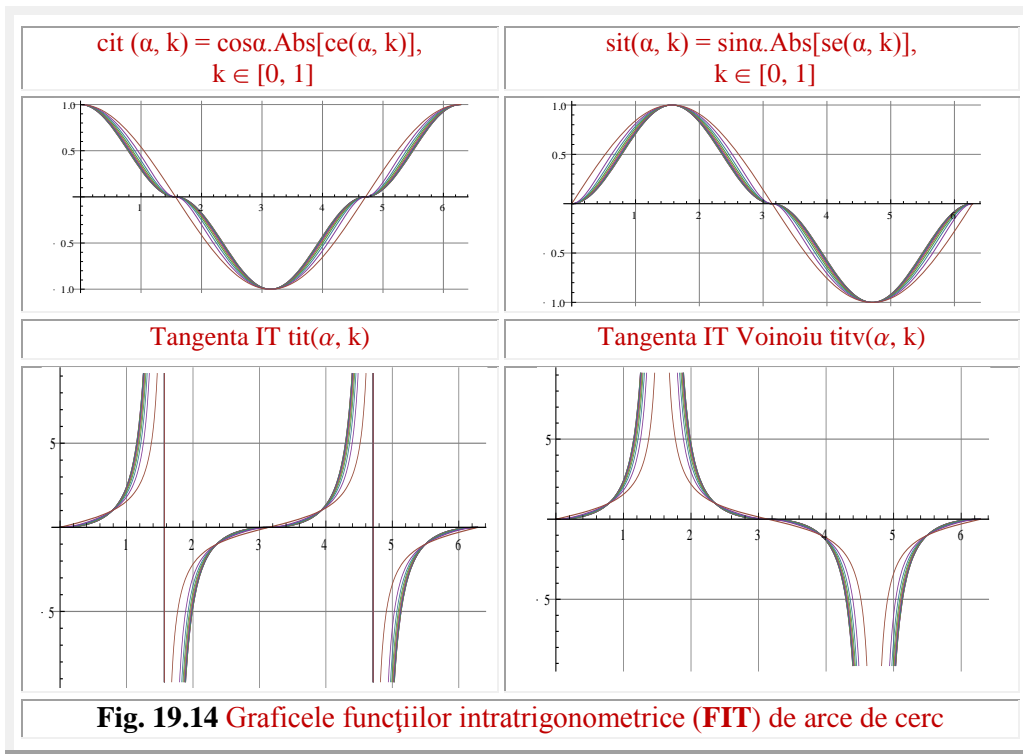 cit (α, k) = cosα.Abs[ce(α, k)],
k ∈ [0, 1]
sit(α, k) = sinα.Abs[se(α, k)],
k ∈ [0, 1]
1.0
0.5
1 2 3 4 5 6
- 0.5
- 1.0
1.0
0.5
1 2 3 4 5 6
- 0.5
- 1.0
Tangenta IT tit(α, k)
Tangenta IT Voinoiu titv(α, k)
5
1 2 3 4 5 6
- 5
5
1 2 3 4 5 6
- 5
Fig. 19.14 Graficele funcţiilor intratrigonometrice (FIT) de arce de cerc